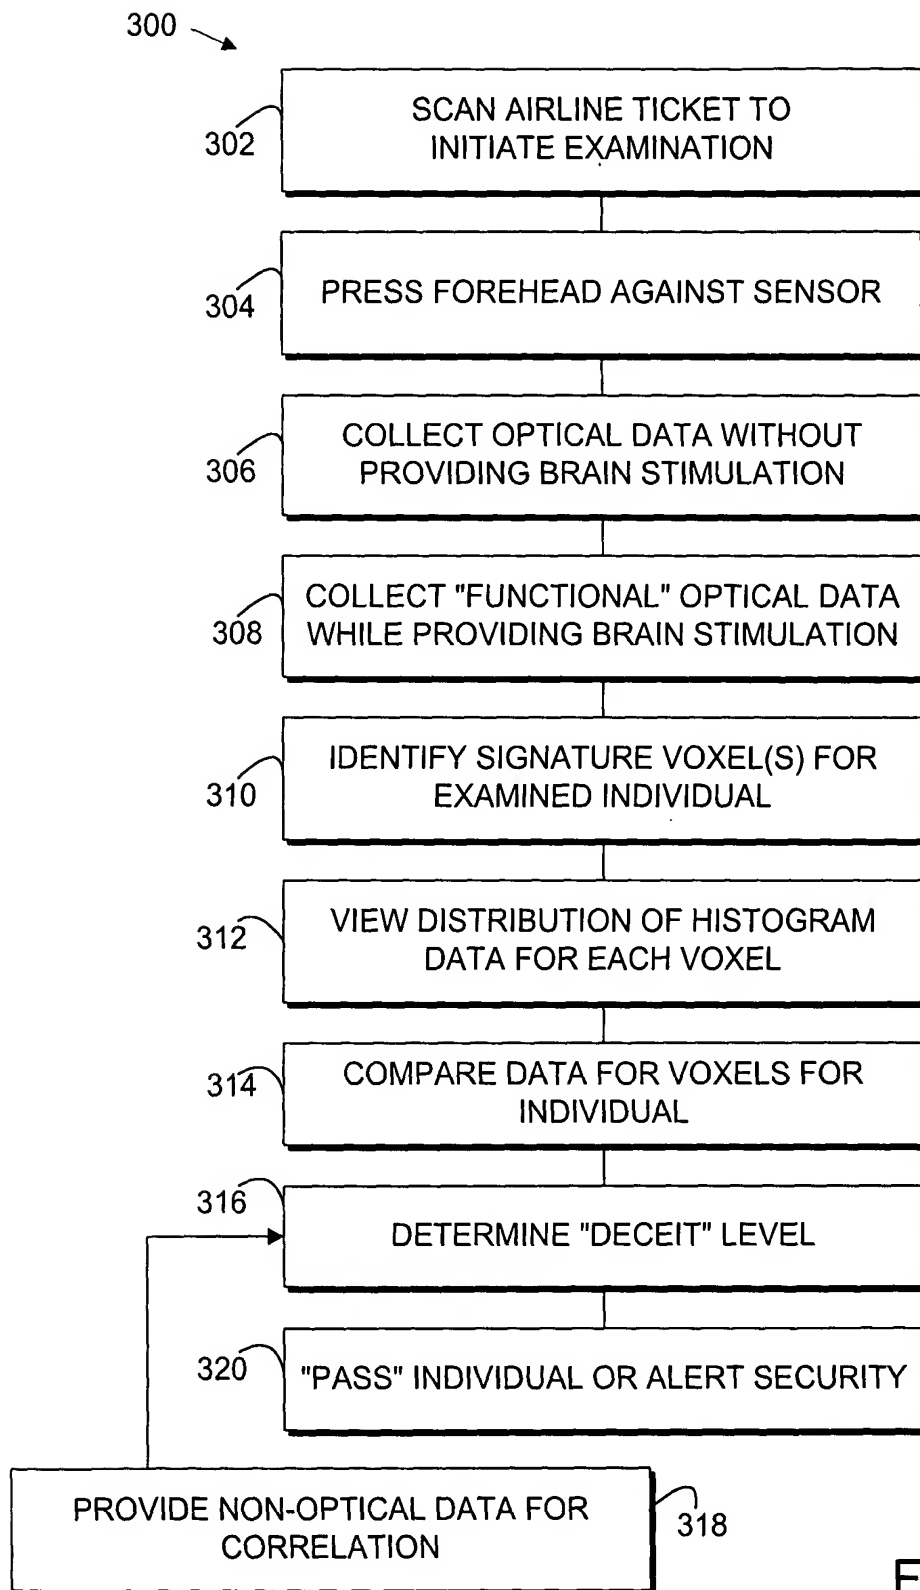 300
SCAN AIRLINE TICKET TO
INITIATE EXAMINATION
302
PRESS FOREHEAD AGAINST SENSOR
304
COLLECT OPTICAL DATA WITHOUT
PROVIDING BRAIN STIMULATION
306
COLLECT "FUNCTIONAL" OPTICAL DATA
WHILE PROVIDING BRAIN STIMULATION
308
IDENTIFY SIGNATURE VOXEL(S) FOR
EXAMINED INDIVIDUAL
310
VIEW DISTRIBUTION OF HISTOGRAM
DATA FOR EACH VOXEL
312
COMPARE DATA FOR VOXELS FOR
INDIVIDUAL
314
316
DETERMINE "DECEIT" LEVEL
320
"PASS" INDIVIDUAL OR ALERT SECURITY
PROVIDE NON-OPTICAL DATA FOR
CORRELATION
318